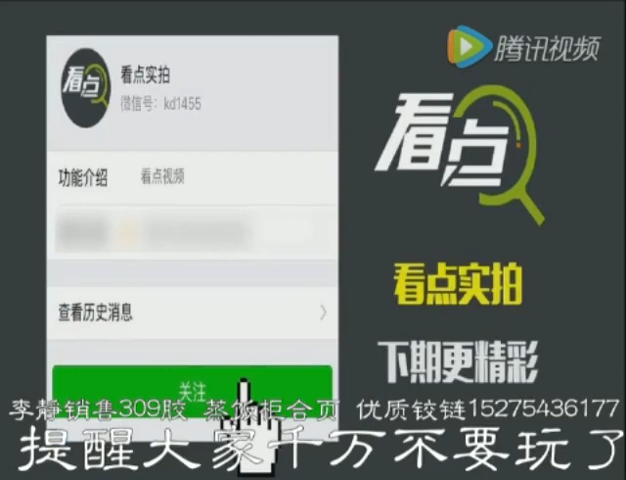 腾讯视频
看点
看点实拍
微信号: kd1455
功能介绍 看点视频
查看历史消息
关注
看点
看点实拍
下期更精彩
李静销售309胶 蒸饭柜合页 优质铰链15275436177
提醒大家千万不要玩了